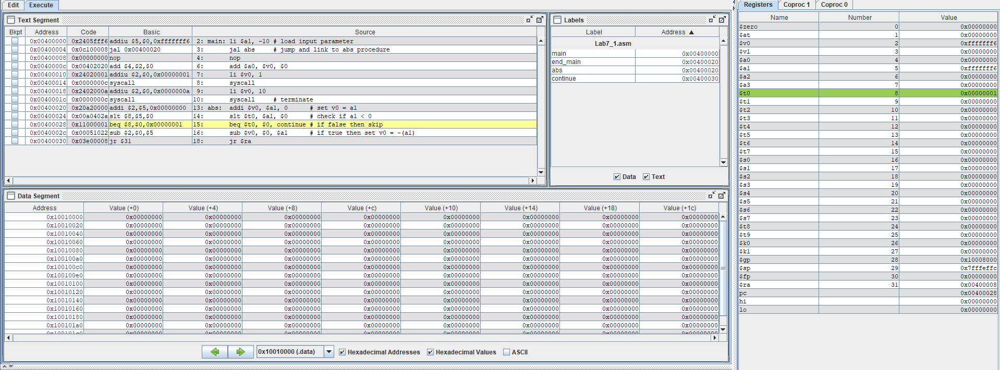 Edit Execute
Text Segment
Bkpt Address Code Basic Source
0x00400000 0x2405fff6 addiu $5,$0,0xfffffff6 2: main: li $a1, -10 # load input parameter
0x00400004 0x0c100008 jal 0x00400020 3: jal abs # jump and link to abs procedure
0x00400008 0x00000000 nop 4: nop
0x0040000c 0x00402020 add $4,$2,$0 6: add $a0, $v0, $0
0x00400010 0x24020001 addiu $2,$0,0x00000001 7: li $v0, 1
0x00400014 0x0000000c syscall 8: syscall
0x00400018 0x2402000a addiu $2,$0,0x0000000a 9: li $v0, 10
0x0040001c 0x0000000c syscall 10: syscall # terminate
0x00400020 0x20a20000 addi $2,$5,0x00000000 13: abs: addi $v0, $a1, 0 # set v0 = a1
0x00400024 0x00a0402a slt $8,$5,$0 14: slt $t0, $a1, $0 # check if a1 < 0
0x00400028 0x11000001 beq $8,$0,0x00000001 15: beq $t0, $0, continue # if false then skip
0x0040002c 0x00051022 sub $2,$0,$5 16: sub $v0, $0, $a1 # if true then set v0 = -(a1)
0x00400030 0x03e00008 jr $31 18: jr $ra
Labels
Label Address ▲
Lab7_1.asm
main 0x00400000
end_main 0x00400020
abs 0x00400020
continue 0x00400030
Data Text
Data Segment
Address Value (+0) Value (+4) Value (+8) Value (+c) Value (+10) Value (+14) Value (+18) Value (+1c)
0x10010000 0x00000000 0x00000000 0x00000000 0x00000000 0x00000000 0x00000000 0x00000000 0x00000000
0x10010020 0x00000000 0x00000000 0x00000000 0x00000000 0x00000000 0x00000000 0x00000000 0x00000000
0x10010040 0x00000000 0x00000000 0x00000000 0x00000000 0x00000000 0x00000000 0x00000000 0x00000000
0x10010060 0x00000000 0x00000000 0x00000000 0x00000000 0x00000000 0x00000000 0x00000000 0x00000000
0x10010080 0x00000000 0x00000000 0x00000000 0x00000000 0x00000000 0x00000000 0x00000000 0x00000000
0x100100a0 0x00000000 0x00000000 0x00000000 0x00000000 0x00000000 0x00000000 0x00000000 0x00000000
0x100100c0 0x00000000 0x00000000 0x00000000 0x00000000 0x00000000 0x00000000 0x00000000 0x00000000
0x100100e0 0x00000000 0x00000000 0x00000000 0x00000000 0x00000000 0x00000000 0x00000000 0x00000000
0x10010100 0x00000000 0x00000000 0x00000000 0x00000000 0x00000000 0x00000000 0x00000000 0x00000000
0x10010120 0x00000000 0x00000000 0x00000000 0x00000000 0x00000000 0x00000000 0x00000000 0x00000000
0x10010140 0x00000000 0x00000000 0x00000000 0x00000000 0x00000000 0x00000000 0x00000000 0x00000000
0x10010160 0x00000000 0x00000000 0x00000000 0x00000000 0x00000000 0x00000000 0x00000000 0x00000000
0x10010180 0x00000000 0x00000000 0x00000000 0x00000000 0x00000000 0x00000000 0x00000000 0x00000000
0x100101a0 0x00000000 0x00000000 0x00000000 0x00000000 0x00000000 0x00000000 0x00000000 0x00000000
0x100101c0 0x00000000 0x00000000 0x00000000 0x00000000 0x00000000 0x00000000 0x00000000 0x00000000
0x10010000 (.data) Hexadecimal Addresses Hexadecimal Values ASCII
Registers Coproc 1 Coproc 0
Name Number Value
$zero 0 0x00000000
$at 1 0x00000000
$v0 2 0xfffffff6
$v1 3 0x00000000
$a0 4 0x00000000
$a1 5 0xfffffff6
$a2 6 0x00000000
$a3 7 0x00000000
$t0 8 0x00000001
$t1 9 0x00000000
$t2 10 0x00000000
$t3 11 0x00000000
$t4 12 0x00000000
$t5 13 0x00000000
$t6 14 0x00000000
$t7 15 0x00000000
$s0 16 0x00000000
$s1 17 0x00000000
$s2 18 0x00000000
$s3 19 0x00000000
$s4 20 0x00000000
$s5 21 0x00000000
$s6 22 0x00000000
$s7 23 0x00000000
$t8 24 0x00000000
$t9 25 0x00000000
$k0 26 0x00000000
$k1 27 0x00000000
$gp 28 0x10008000
$sp 29 0x7fffeffc
$fp 30 0x00000000
$ra 31 0x00400008
pc 0x00400028
hi 0x00000000
lo 0x00000000